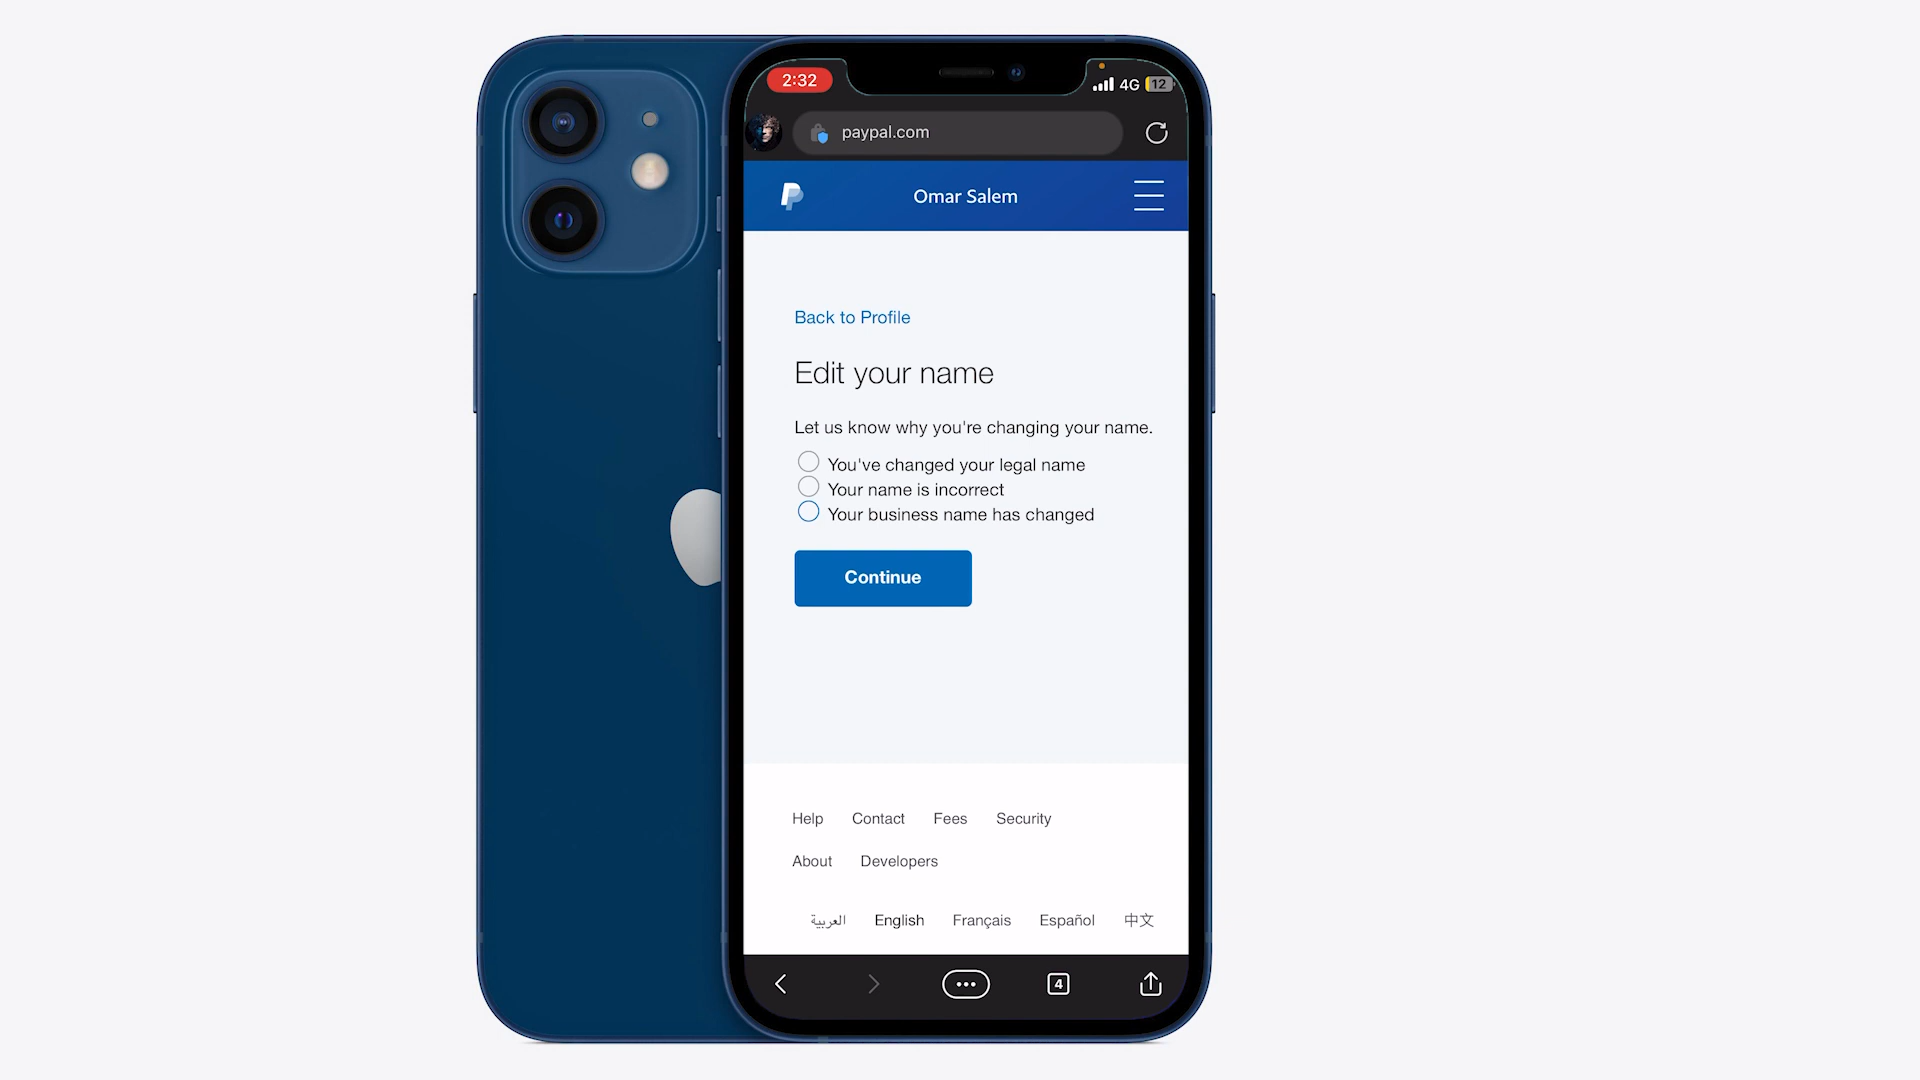 2:32
4G 12
paypal.com
Omar Salem
Back to Profile
Edit your name
Let us know why you're changing your name.
You've changed your legal name
Your name is incorrect
Your business name has changed
Continue
Help Contact Fees Security
About Developers
العربية English Français Español 中文
4